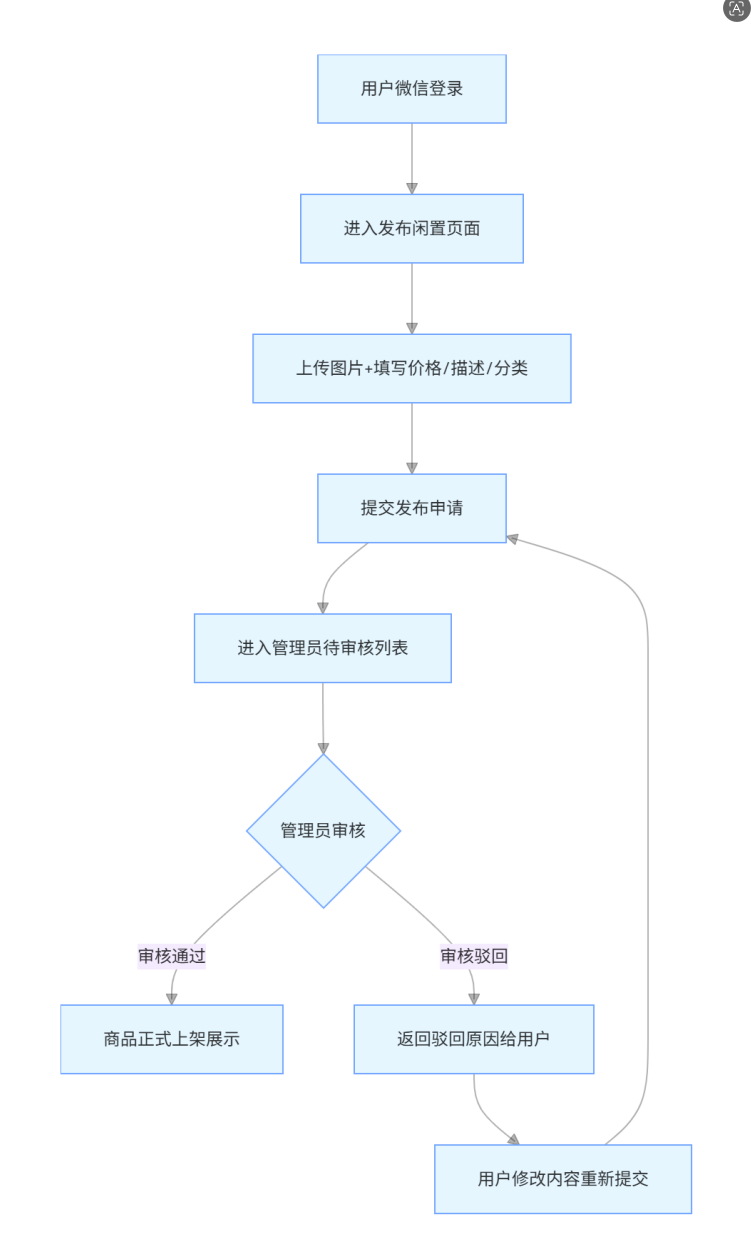 用户微信登录
进入发布闲置页面
上传图片+填写价格/描述/分类
提交发布申请
进入管理员待审核列表
管理员审核
审核通过
审核驳回
商品正式上架展示
返回驳回原因给用户
用户修改内容重新提交